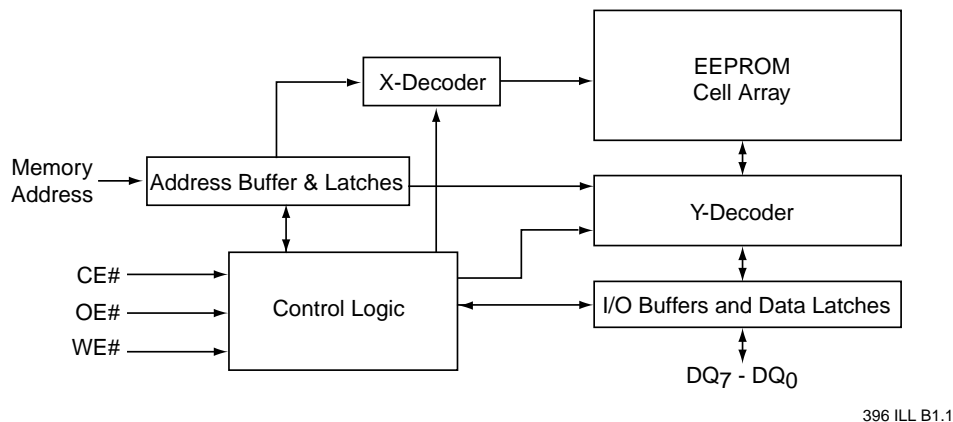 X-Decoder
EEPROM
Cell Array
Memory
Address
Address Buffer & Latches
Y-Decoder
CE#
OE#
WE#
Control Logic
I/O Buffers and Data Latches
DQ7 - DQ0
396 ILL B1.1